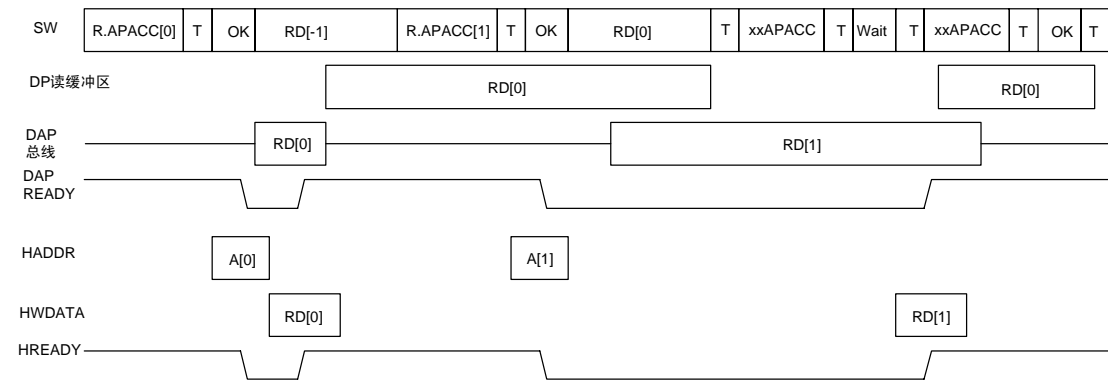 SW R.APACC[0] T OK RD[-1] R.APACC[1] T OK RD[0] T xxAPACC T Wait T xxAPACC T OK T
DP读缓冲区 RD[0] RD[0]
DAP
总线 RD[0] RD[1]
DAP
READY
HADDR A[0] A[1]
HWDATA RD[0] RD[1]
HREADY